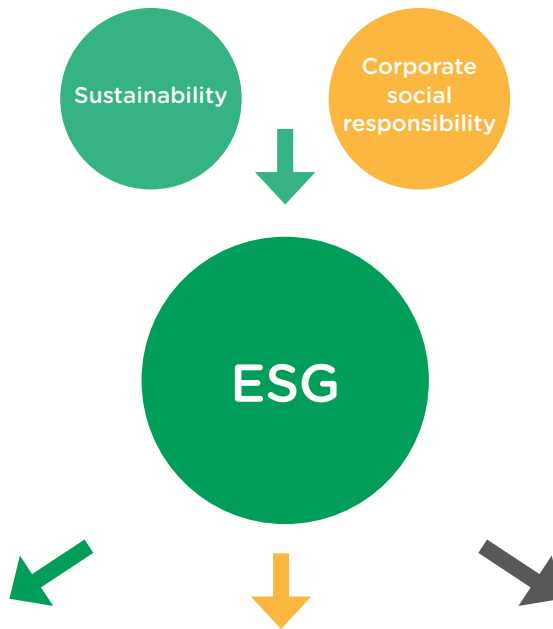 Sustainability
Corporate
social
responsibility
ESG